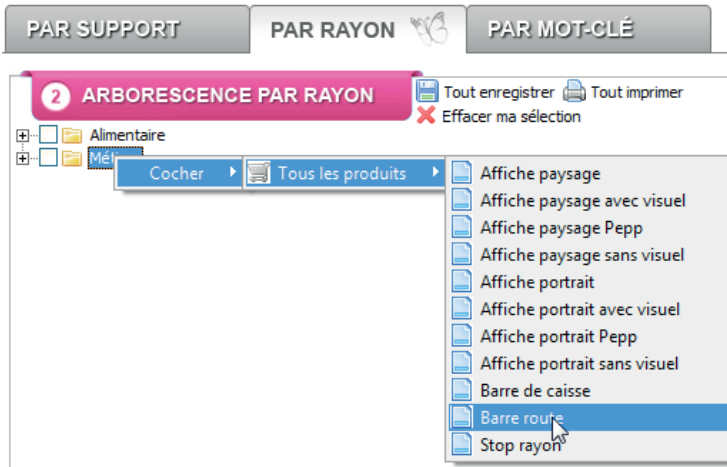 PAR SUPPORT PAR RAYON PAR MOT-CLÉ
2 ARBORESCENCE PAR RAYON
Tout enregistrer Tout imprimer
Effacer ma sélection
Alimentaire
Cocher Tous les produits
Affiche paysage
Affiche paysage avec visuel
Affiche paysage Pepp
Affiche paysage sans visuel
Affiche portrait
Affiche portrait avec visuel
Affiche portrait Pepp
Affiche portrait sans visuel
Barre de caisse
Barre route
Stop rayon